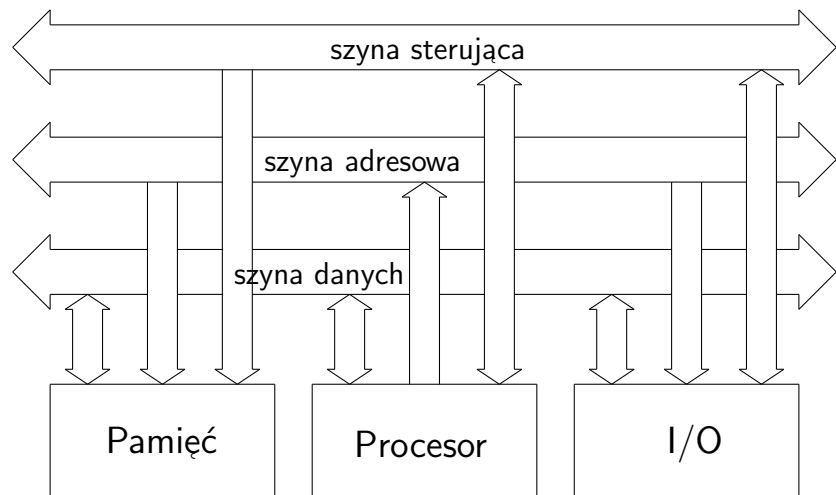 szyna sterująca
szyna adresowa
szyna danych
Pamięć
Procesor
I/O